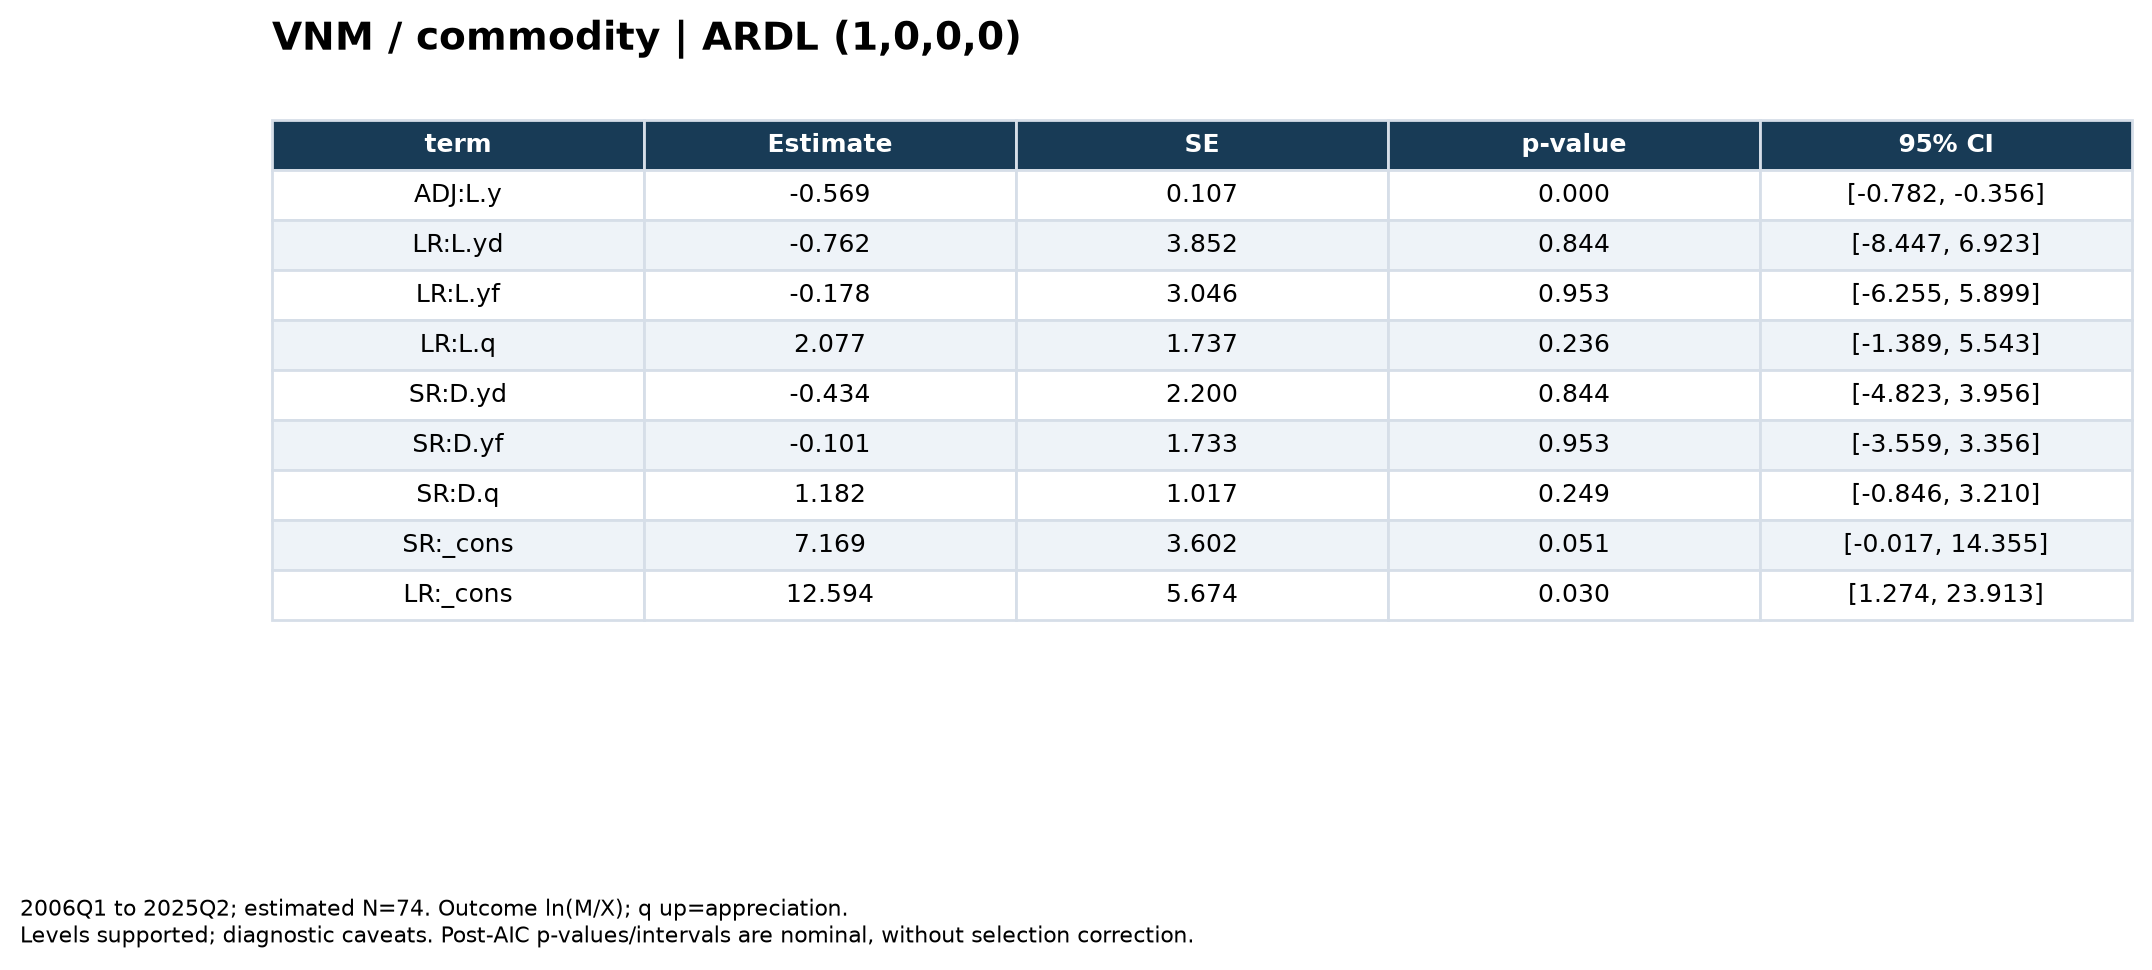 VNM / commodity | ARDL (1,0,0,0)
term Estimate SE p-value 95% CI
ADJ:L.y -0.569 0.107 0.000 [-0.782, -0.356]
LR:L.yd -0.762 3.852 0.844 [-8.447, 6.923]
LR:L.yf -0.178 3.046 0.953 [-6.255, 5.899]
LR:L.q 2.077 1.737 0.236 [-1.389, 5.543]
SR:D.yd -0.434 2.200 0.844 [-4.823, 3.956]
SR:D.yf -0.101 1.733 0.953 [-3.559, 3.356]
SR:D.q 1.182 1.017 0.249 [-0.846, 3.210]
SR:_cons 7.169 3.602 0.051 [-0.017, 14.355]
LR:_cons 12.594 5.674 0.030 [1.274, 23.913]
2006Q1 to 2025Q2; estimated N=74. Outcome ln(M/X); q up=appreciation.
Levels supported; diagnostic caveats. Post-AIC p-values/intervals are nominal, without selection correction.